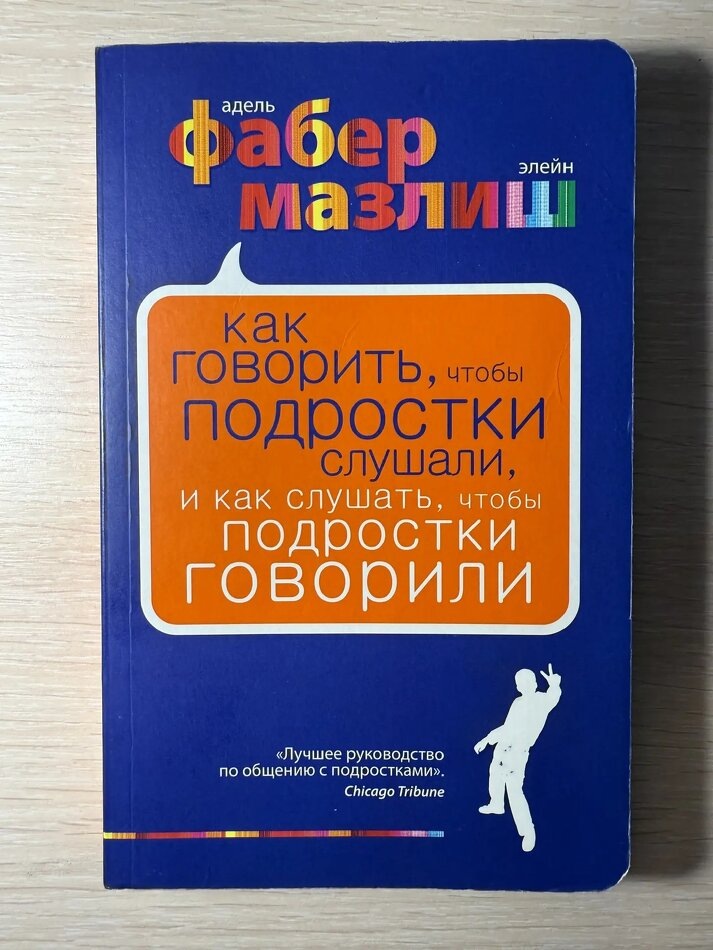 адель
фабер
элейн
мазлиш
как
говорить, чтобы
подростки
слушали,
и как слушать, чтобы
подростки
говорили
«Лучшее руководство
по общению с подростками».
Chicago Tribune